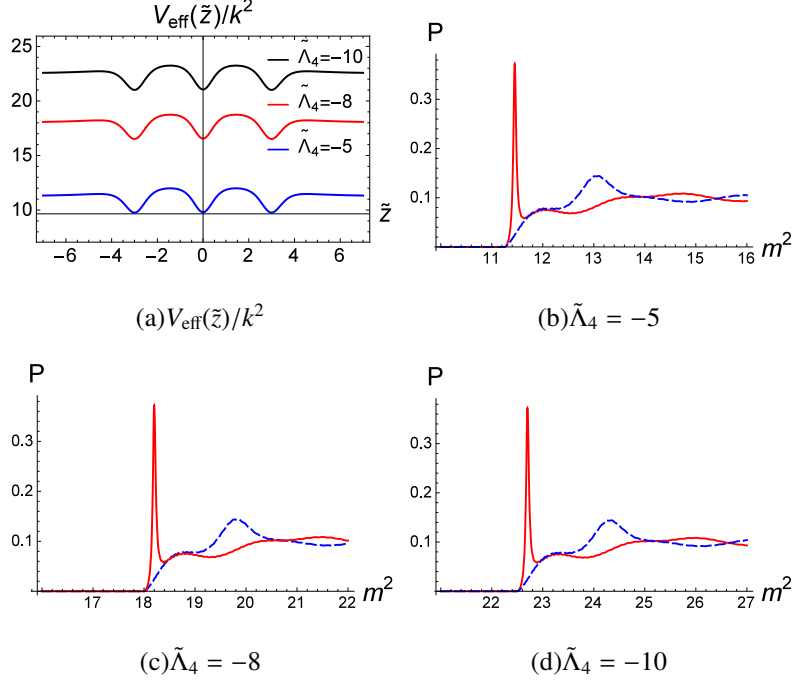 V_eff(z̃)/k²
25
22
18
14
10
−6 −4 −2 0 2 4 6
z̃
Λ̃₄=−10
Λ̃₄=−8
Λ̃₄=−5
(a)V_eff(z̃)/k²
P
0.3
0.2
0.1
11 12 13 14 15 16 m²
(b)Λ̃₄ = −5
P
0.3
0.2
0.1
17 18 19 20 21 22 m²
(c)Λ̃₄ = −8
P
0.3
0.2
0.1
22 23 24 25 26 27 m²
(d)Λ̃₄ = −10